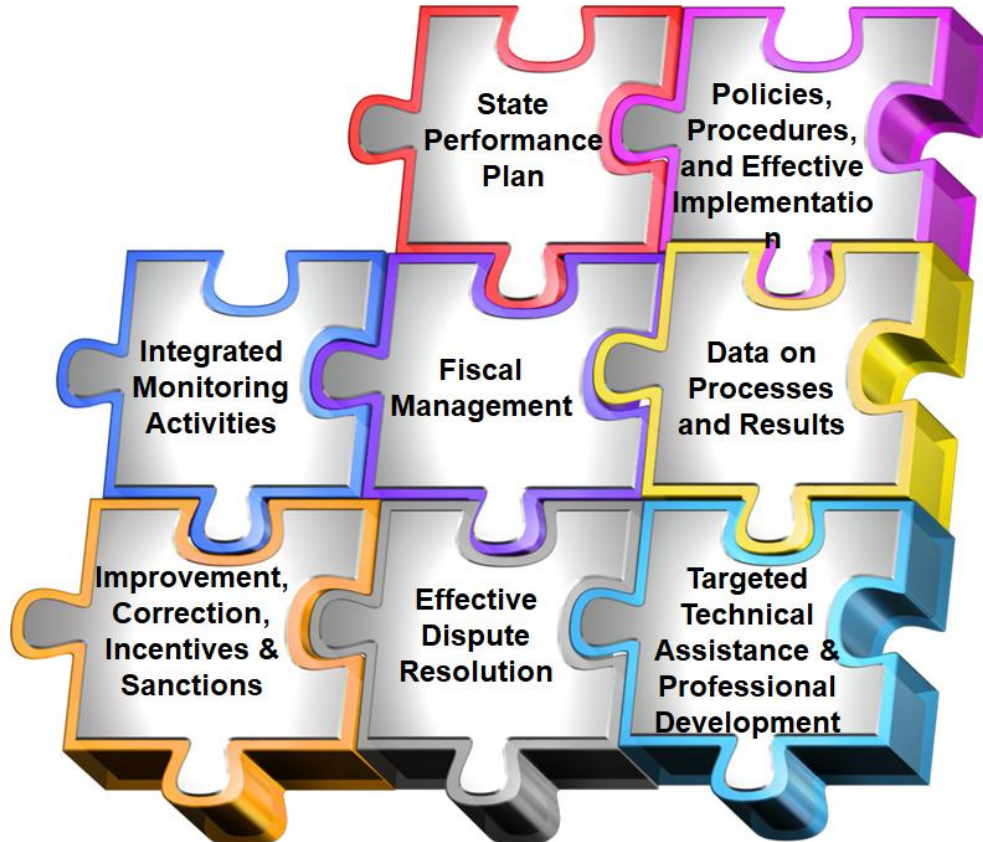 State
Performance
Plan
Policies,
Procedures,
and Effective
Implementatio
n
Integrated
Monitoring
Activities
Fiscal
Management
Data on
Processes
and Results
Improvement,
Correction,
Incentives &
Sanctions
Effective
Dispute
Resolution
Targeted
Technical
Assistance &
Professional
Development